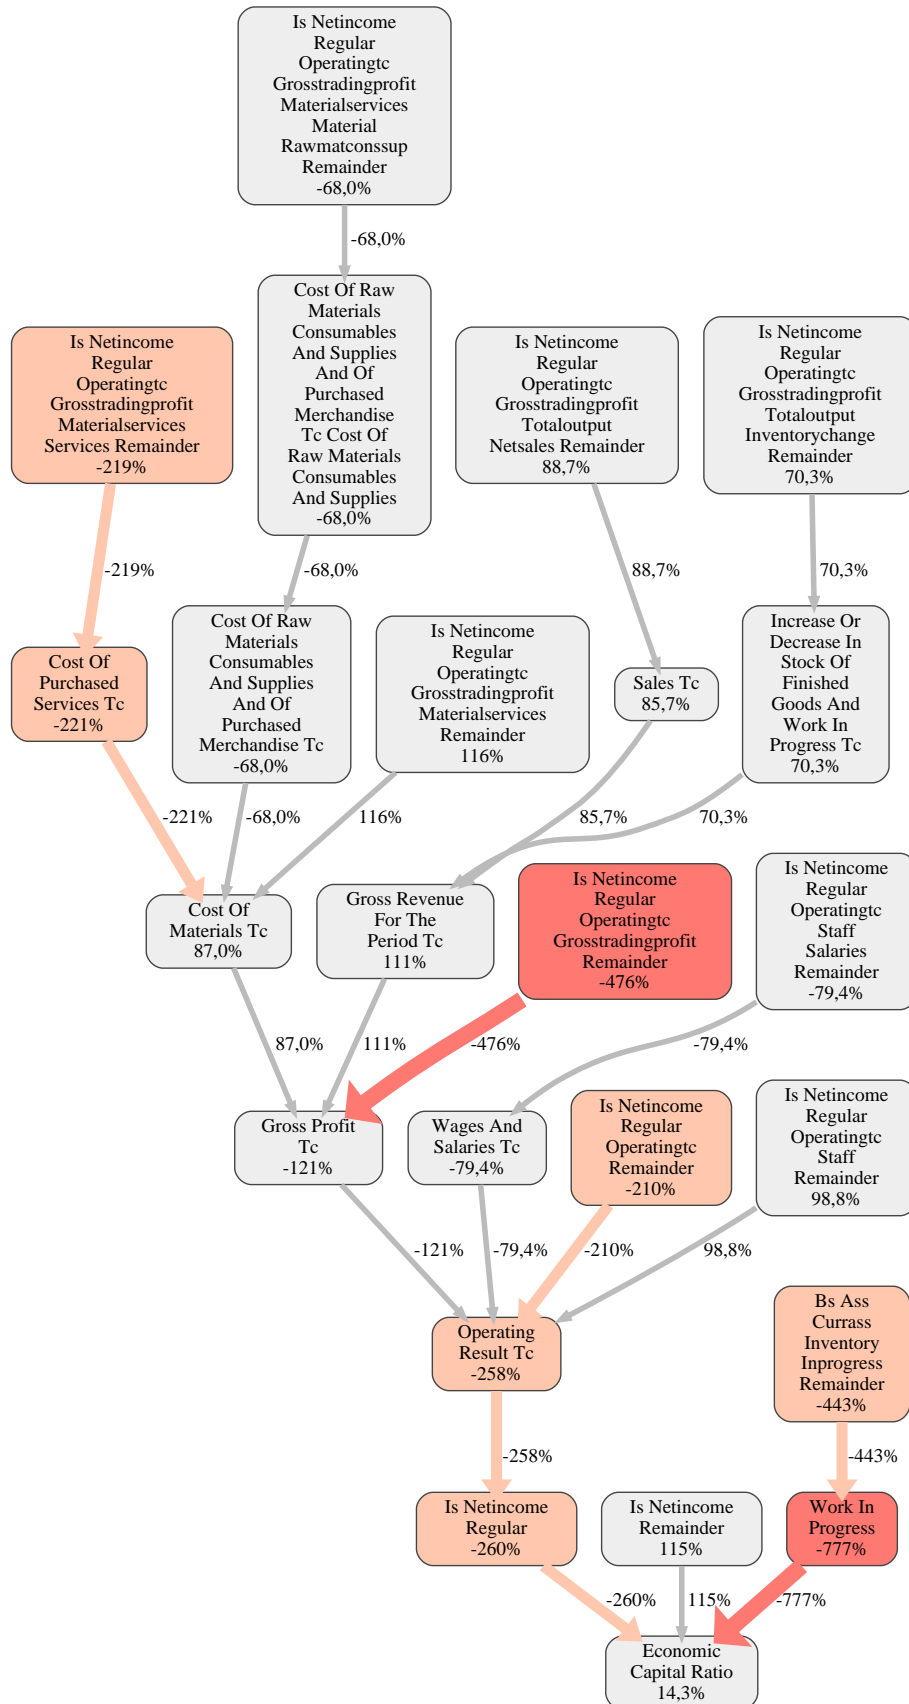 Is Netincome
Regular
Operatingtc
Grosstradingprofit
Materialservices
Material
Rawmatconssup
Remainder
-68,0%
-68,0%
Cost Of Raw
Materials
Consumables
And Supplies
And Of
Purchased
Merchandise
Tc Cost Of
Raw Materials
Consumables
And Supplies
-68,0%
Is Netincome
Regular
Operatingtc
Grosstradingprofit
Materialservices
Services Remainder
-219%
Is Netincome
Regular
Operatingtc
Grosstradingprofit
Totaloutput
Netsales Remainder
88,7%
Is Netincome
Regular
Operatingtc
Grosstradingprofit
Totaloutput
Inventorychange
Remainder
70,3%
-219%
-68,0%
88,7%
70,3%
Cost Of
Purchased
Services Tc
-221%
Cost Of Raw
Materials
Consumables
And Supplies
And Of
Purchased
Merchandise Tc
-68,0%
Is Netincome
Regular
Operatingtc
Grosstradingprofit
Materialservices
Remainder
116%
Sales Tc
85,7%
Increase Or
Decrease In
Stock Of
Finished
Goods And
Work In
Progress Tc
70,3%
-221%
-68,0%
116%
85,7%
70,3%
Cost Of
Materials Tc
87,0%
Gross Revenue
For The
Period Tc
111%
Is Netincome
Regular
Operatingtc
Grosstradingprofit
Remainder
-476%
Is Netincome
Regular
Operatingtc
Staff
Salaries
Remainder
-79,4%
87,0%
111%
-476%
-79,4%
Gross Profit
Tc
-121%
Wages And
Salaries Tc
-79,4%
Is Netincome
Regular
Operatingtc
Remainder
-210%
Is Netincome
Regular
Operatingtc
Staff
Remainder
98,8%
-121%
-79,4%
-210%
98,8%
Operating
Result Tc
-258%
Bs Ass
Currass
Inventory
Inprogress
Remainder
-443%
-258%
-443%
Is Netincome
Regular
-260%
Is Netincome
Remainder
115%
Work In
Progress
-777%
-260%
115%
-777%
Economic
Capital Ratio
14,3%